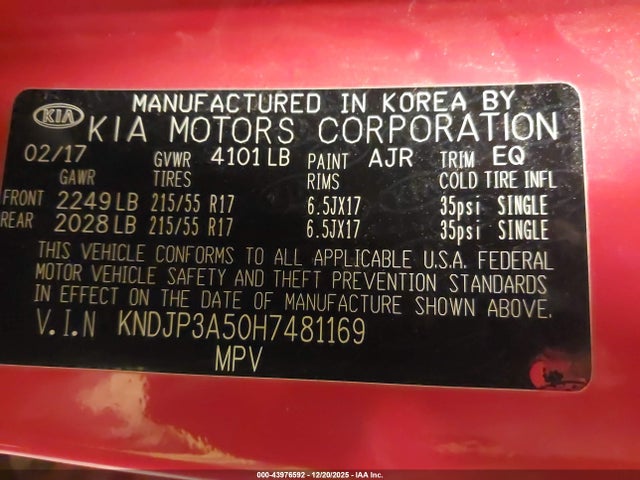 KIA MANUFACTURED IN KOREA BY
KIA MOTORS CORPORATION
02/17 GVWR 4101 LB PAINT AJR TRIM EQ
GAWR TIRES RIMS COLD TIRE INFL
FRONT 2249 LB 215/55 R17 6.5JX17 35psi SINGLE
REAR 2028 LB 215/55 R17 6.5JX17 35psi SINGLE
THIS VEHICLE CONFORMS TO ALL APPLICABLE U.S.A. FEDERAL
MOTOR VEHICLE SAFETY AND THEFT PREVENTION STANDARDS
IN EFFECT ON THE DATE OF MANUFACTURE SHOWN ABOVE.
V.I.N KNDJP3A50H7481169
MPV
000-43976592 - 12/20/2025 - IAA Inc.